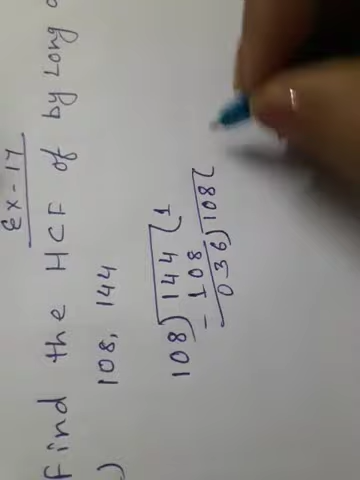 Ex-17
Find the HCF of by Long
) 108, 144
108)144(1
-108
036)108(